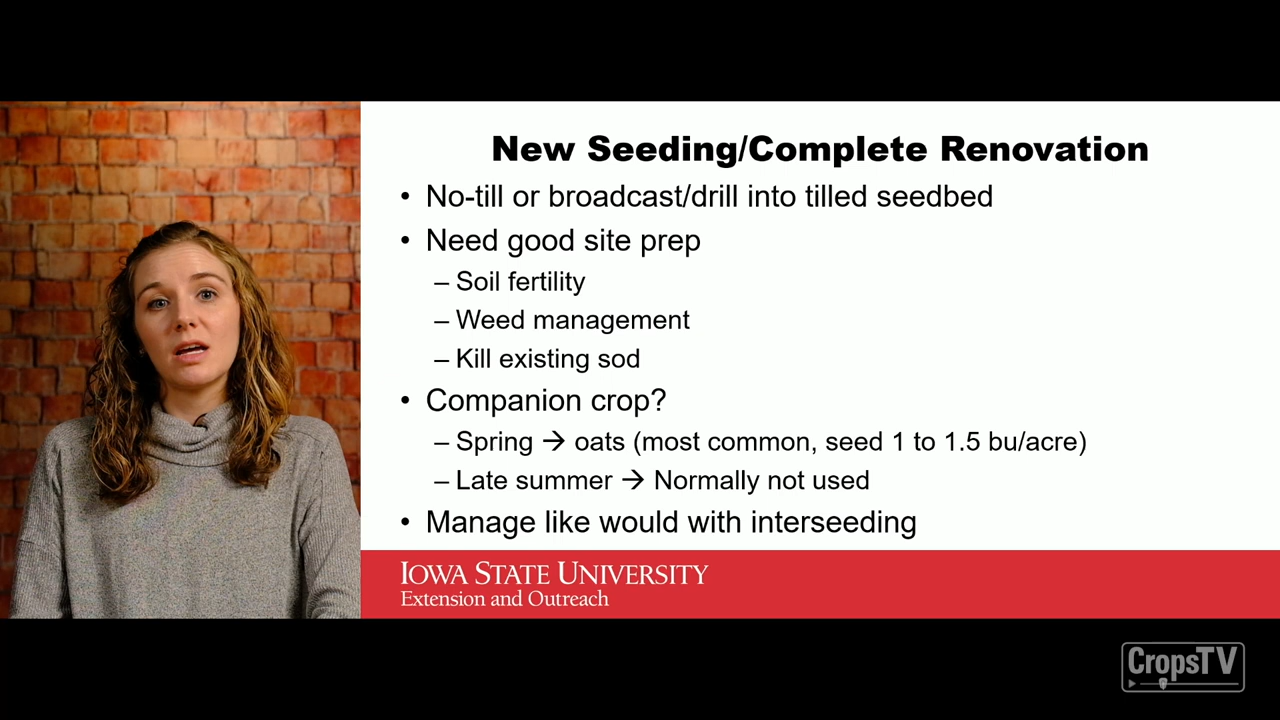 New Seeding/Complete Renovation
• No-till or broadcast/drill into tilled seedbed
• Need good site prep
– Soil fertility
– Weed management
– Kill existing sod
• Companion crop?
– Spring → oats (most common, seed 1 to 1.5 bu/acre)
– Late summer → Normally not used
• Manage like would with interseeding
IOWA STATE UNIVERSITY
Extension and Outreach
CropsTV